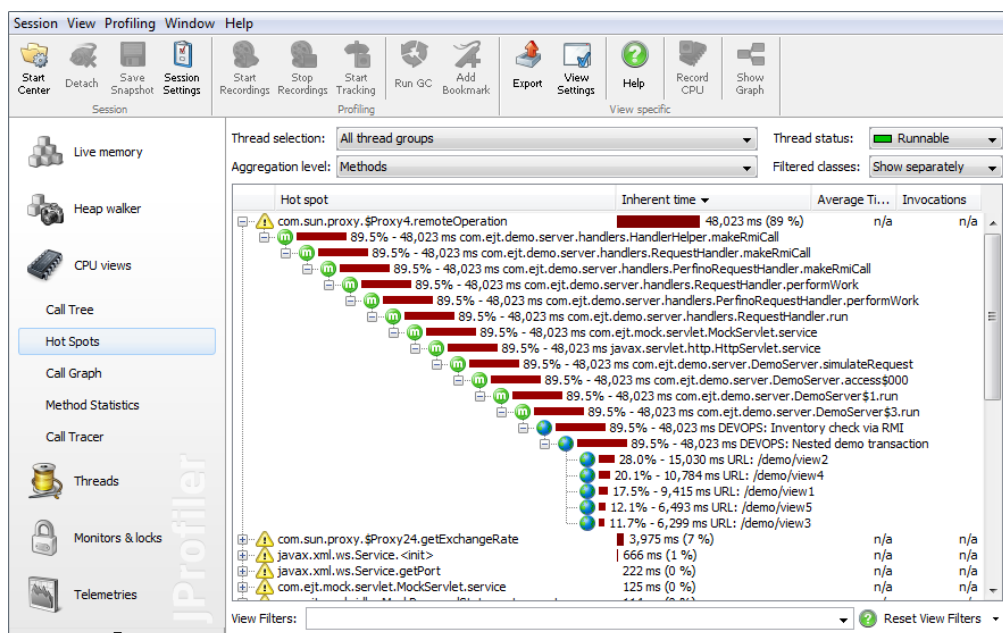 Session View Profiling Window Help
Start Center
Detach
Save Snapshot
Session Settings
Start Recordings
Stop Recordings
Start Tracking
Run GC
Add Bookmark
Export
View Settings
Help
Record CPU
Show Graph
Session
Profiling
View specific
Live memory
Heap walker
CPU views
Call Tree
Hot Spots
Call Graph
Method Statistics
Call Tracer
Threads
Monitors & locks
Telemetries
JProfiler
Thread selection: All thread groups Thread status: Runnable
Aggregation level: Methods Filtered classes: Show separately
Hot spot Inherent time Average Ti... Invocations
com.sun.proxy.$Proxy4.remoteOperation 48,023 ms (89 %) n/a n/a
m 89.5% - 48,023 ms com.ejt.demo.server.handlers.HandlerHelper.makeRmiCall
m 89.5% - 48,023 ms com.ejt.demo.server.handlers.RequestHandler.makeRmiCall
m 89.5% - 48,023 ms com.ejt.demo.server.handlers.PerfinoRequestHandler.makeRmiCall
m 89.5% - 48,023 ms com.ejt.demo.server.handlers.RequestHandler.performWork
m 89.5% - 48,023 ms com.ejt.demo.server.handlers.PerfinoRequestHandler.performWork
m 89.5% - 48,023 ms com.ejt.demo.server.handlers.RequestHandler.run
m 89.5% - 48,023 ms com.ejt.mock.servlet.MockServlet.service
m 89.5% - 48,023 ms javax.servlet.http.HttpServlet.service
m 89.5% - 48,023 ms com.ejt.demo.server.DemoServer.simulateRequest
m 89.5% - 48,023 ms com.ejt.demo.server.DemoServer.access$000
m 89.5% - 48,023 ms com.ejt.demo.server.DemoServer$1.run
m 89.5% - 48,023 ms com.ejt.demo.server.DemoServer$3.run
89.5% - 48,023 ms DEVOPS: Inventory check via RMI
89.5% - 48,023 ms DEVOPS: Nested demo transaction
28.0% - 15,030 ms URL: /demo/view2
20.1% - 10,784 ms URL: /demo/view4
17.5% - 9,415 ms URL: /demo/view1
12.1% - 6,493 ms URL: /demo/view5
11.7% - 6,299 ms URL: /demo/view3
com.sun.proxy.$Proxy24.getExchangeRate 3,975 ms (7 %) n/a n/a
javax.xml.ws.Service.<init> 666 ms (1 %) n/a n/a
javax.xml.ws.Service.getPort 222 ms (0 %) n/a n/a
com.ejt.mock.servlet.MockServlet.service 125 ms (0 %) n/a n/a
View Filters: Reset View Filters